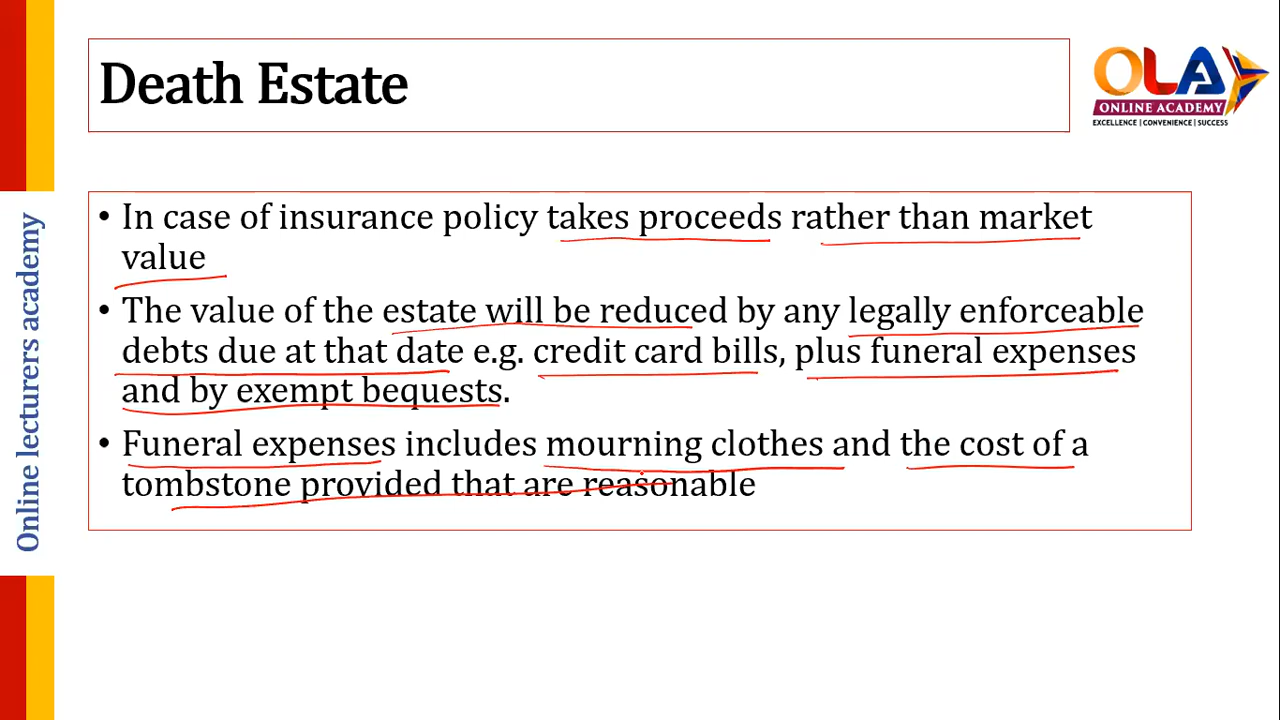 Death Estate
OLA
ONLINE ACADEMY
EXCELLENCE | CONVENIENCE | SUCCESS
Online lecturers academy
• In case of insurance policy takes proceeds rather than market
value
• The value of the estate will be reduced by any legally enforceable
debts due at that date e.g. credit card bills, plus funeral expenses
and by exempt bequests.
• Funeral expenses includes mourning clothes and the cost of a
tombstone provided that are reasonable